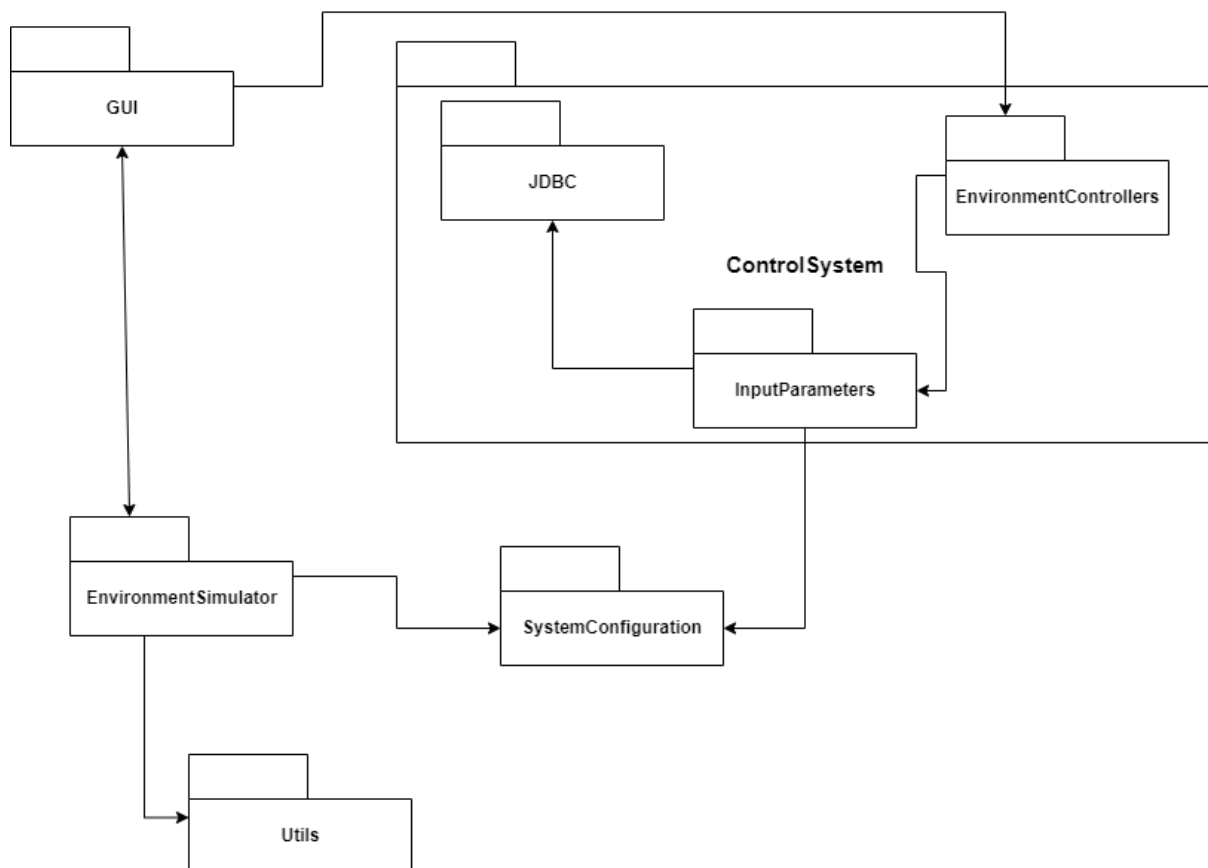 GUI
JDBC
EnvironmentControllers
ControlSystem
InputParameters
EnvironmentSimulator
SystemConfiguration
Utils